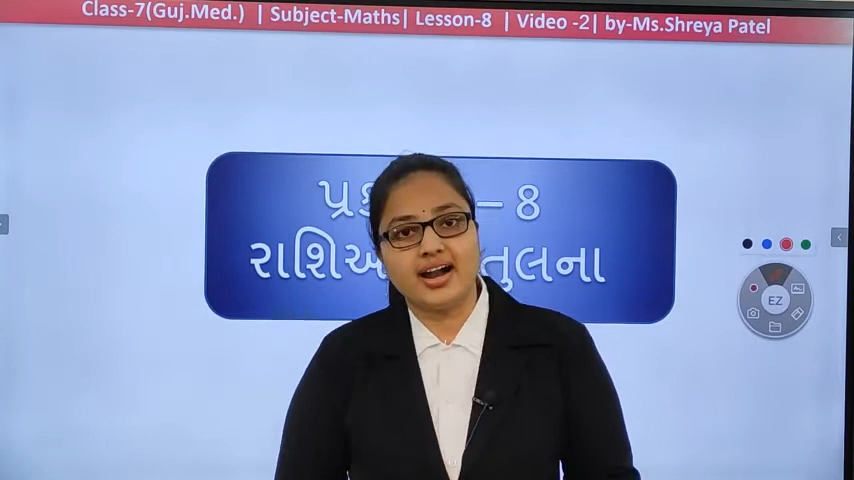 Class-7(Guj.Med.) | Subject-Maths| Lesson-8 | Video -2| by-Ms.Shreya Patel
– 8
તુલના
EZ